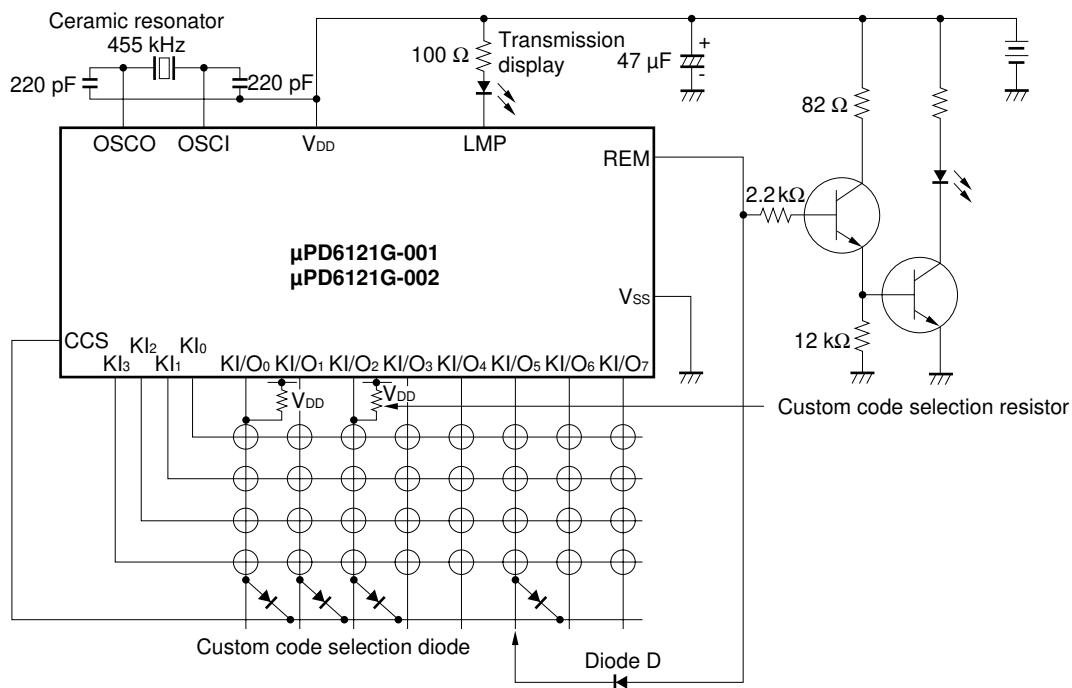 Ceramic resonator
455 kHz
220 pF
220 pF
100 Ω
Transmission
display
47 µF
+
-
82 Ω
OSCO
OSCI
VDD
LMP
REM
2.2 kΩ
µPD6121G-001
µPD6121G-002
VSS
12 kΩ
CCS
KI3
KI2
KI1
KI0
KI/O0
KI/O1
KI/O2
KI/O3
KI/O4
KI/O5
KI/O6
KI/O7
VDD
VDD
Custom code selection resistor
Custom code selection diode
Diode D